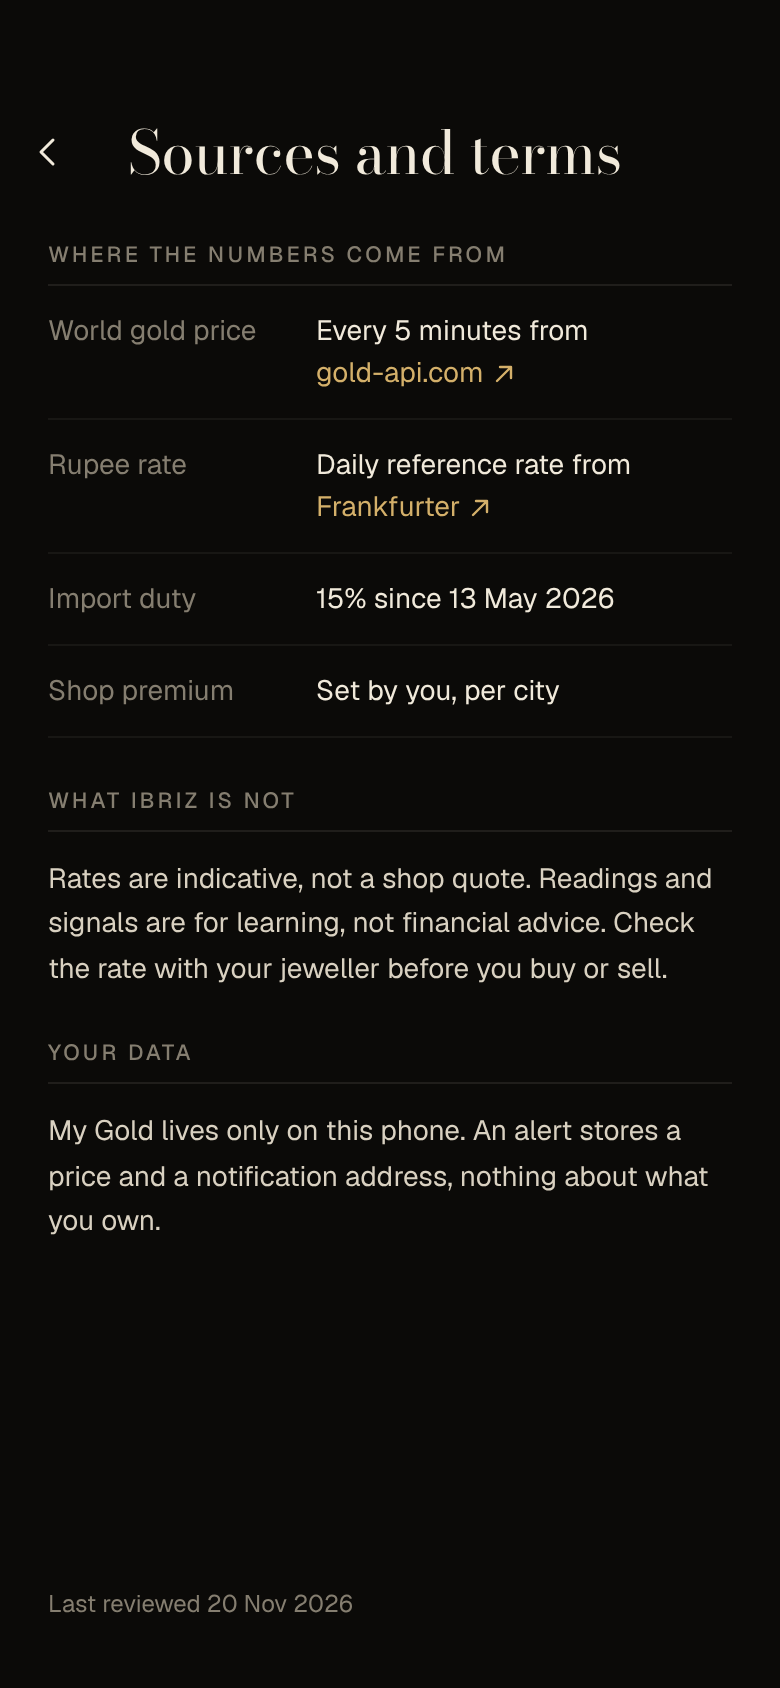 Sources and terms
WHERE THE NUMBERS COME FROM
World gold price
Every 5 minutes from
gold-api.com ↗
Rupee rate
Daily reference rate from
Frankfurter ↗
Import duty
15% since 13 May 2026
Shop premium
Set by you, per city
WHAT IBRIZ IS NOT
Rates are indicative, not a shop quote. Readings and
signals are for learning, not financial advice. Check
the rate with your jeweller before you buy or sell.
YOUR DATA
My Gold lives only on this phone. An alert stores a
price and a notification address, nothing about what
you own.
Last reviewed 20 Nov 2026